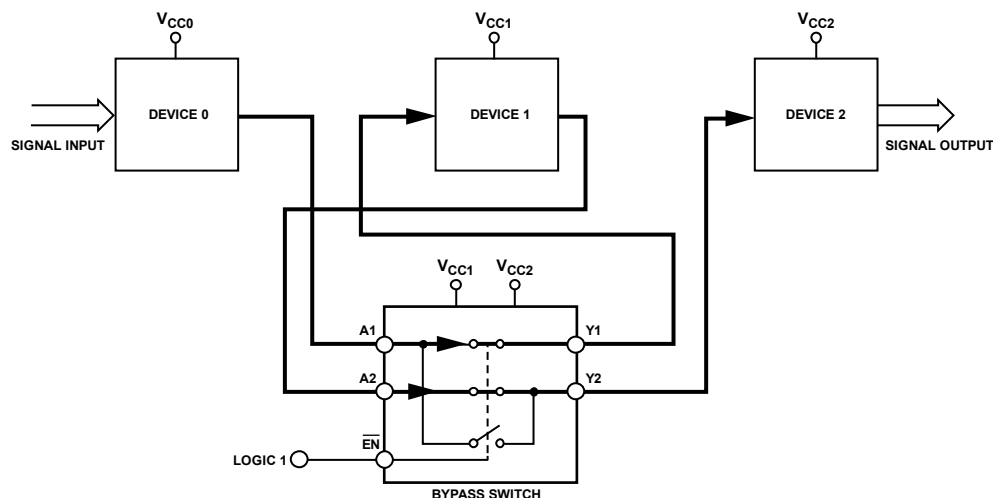 VCC0
VCC1
VCC2
DEVICE 0
DEVICE 1
DEVICE 2
SIGNAL INPUT
SIGNAL OUTPUT
VCC1
VCC2
A1
Y1
A2
Y2
EN
LOGIC 1
BYPASS SWITCH